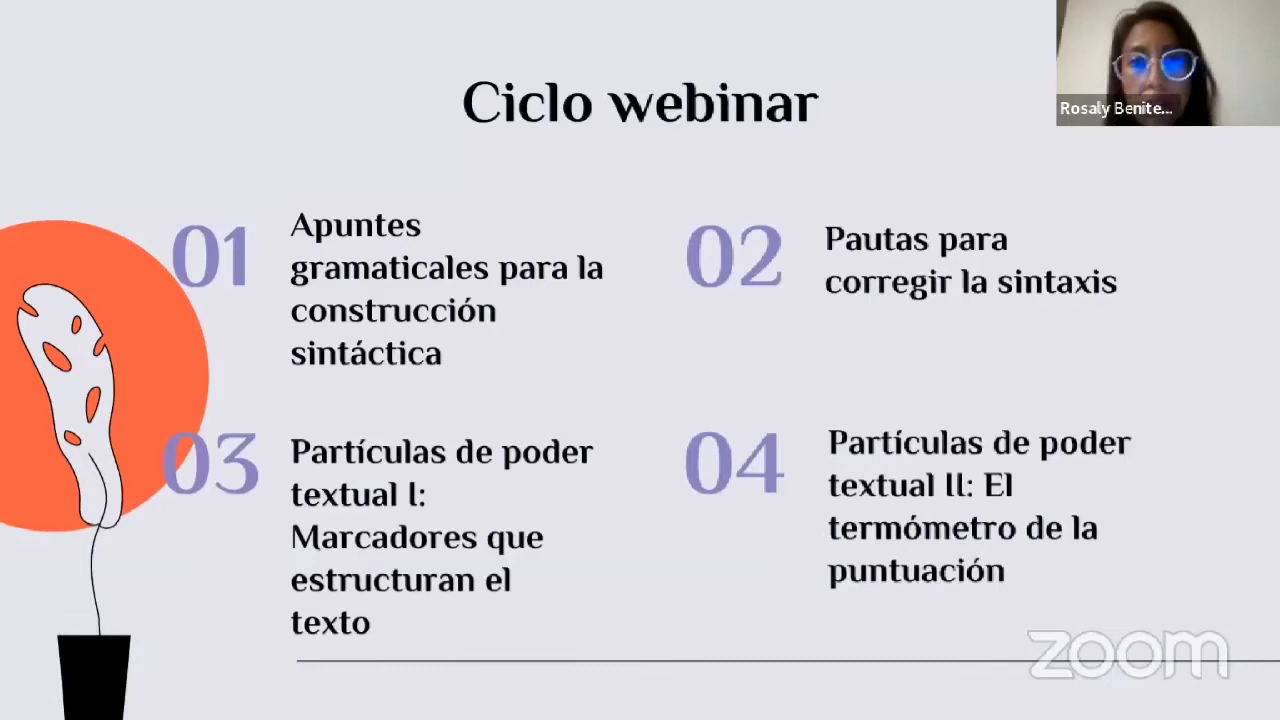 Ciclo webinar
Rosaly Benite...
01
Apuntes
gramaticales para la
construcción
sintáctica
02
Pautas para
corregir la sintaxis
03
Partículas de poder
textual I:
Marcadores que
estructuran el
texto
04
Partículas de poder
textual II: El
termómetro de la
puntuación
zoom